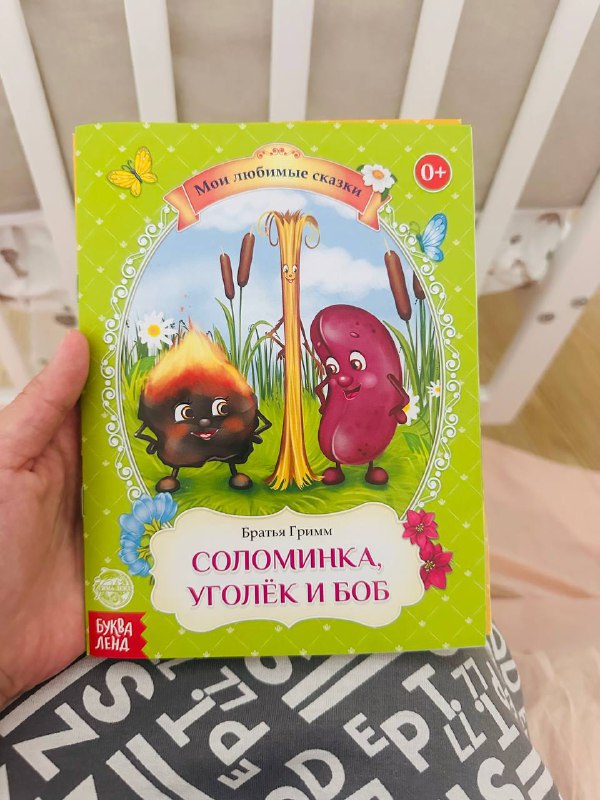 Мои любимые сказки
0+
Братья Гримм
СОЛОМИНКА,
УГОЛЁК И БОБ
БУКВА
ЛЕНД